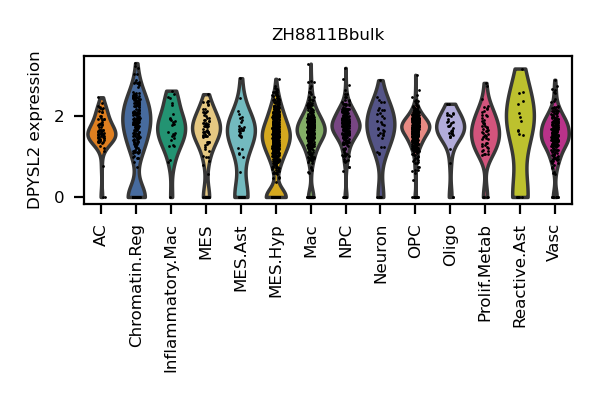 ZH8811Bbulk
DPYSL2 expression
2
0
AC
Chromatin.Reg
Inflammatory.Mac
MES
MES.Ast
MES.Hyp
Mac
NPC
Neuron
OPC
Oligo
Prolif.Metab
Reactive.Ast
Vasc